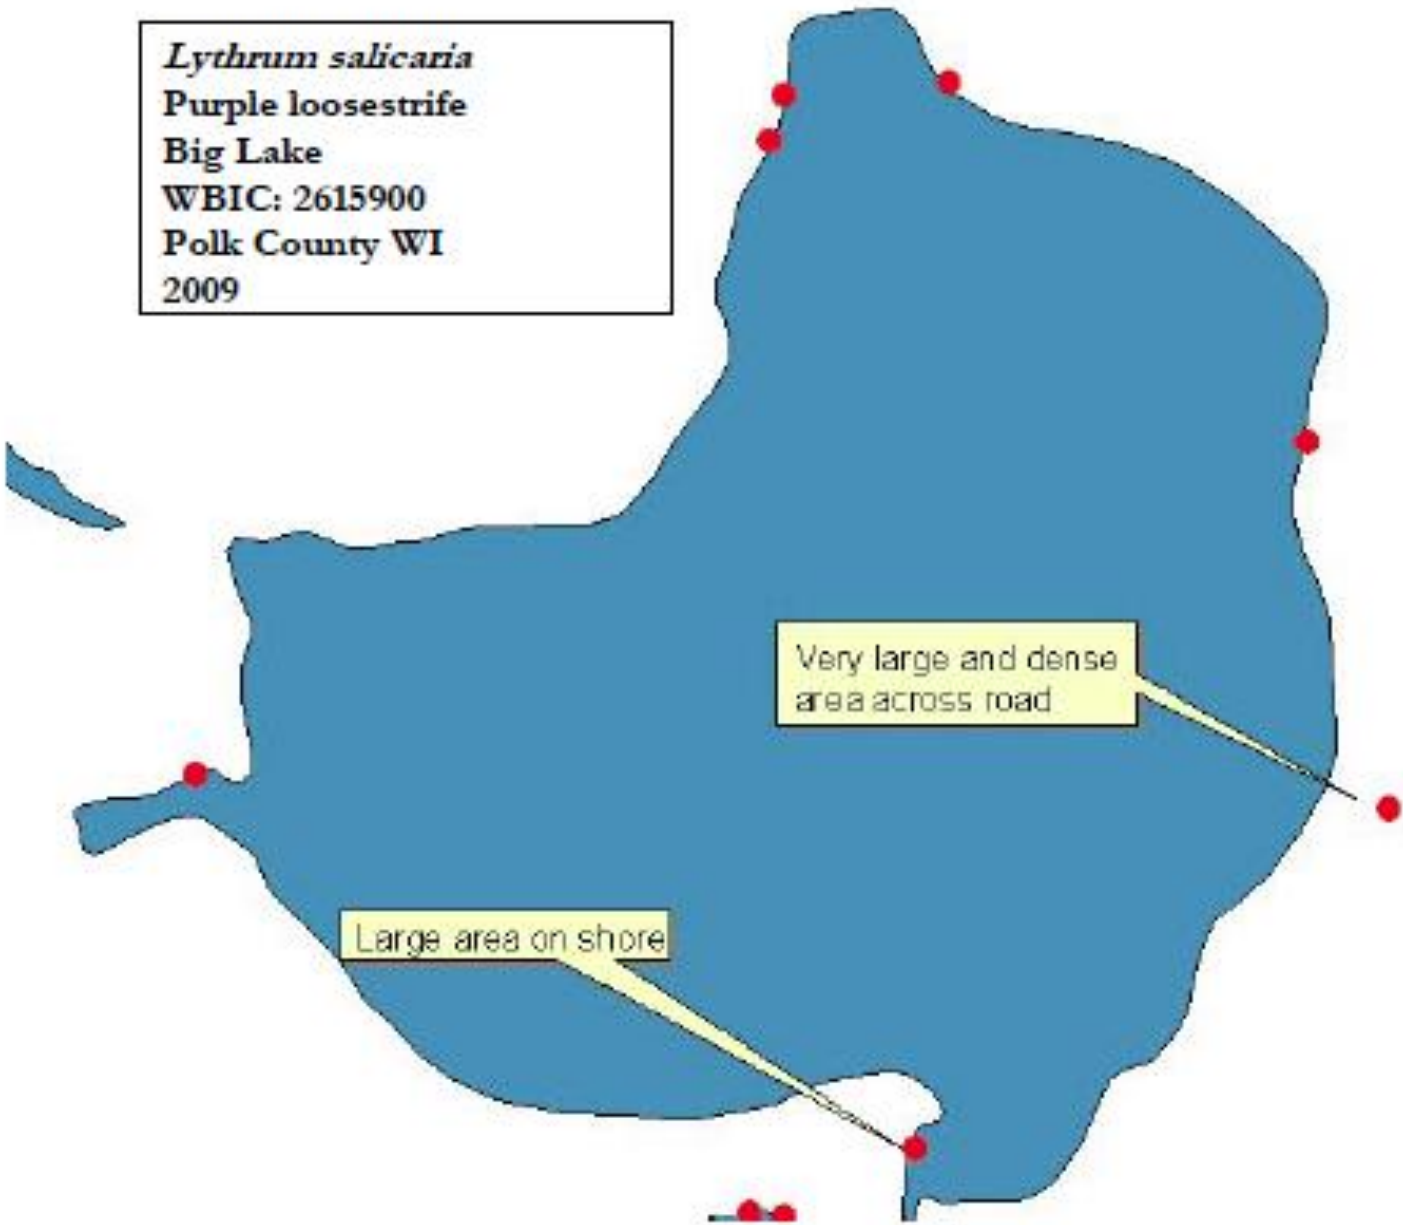 Lythrum salicaria
Purple loosestrife
Big Lake
WBIC: 2615900
Polk County WI
2009
Very large and dense
area across road
Large area on shore